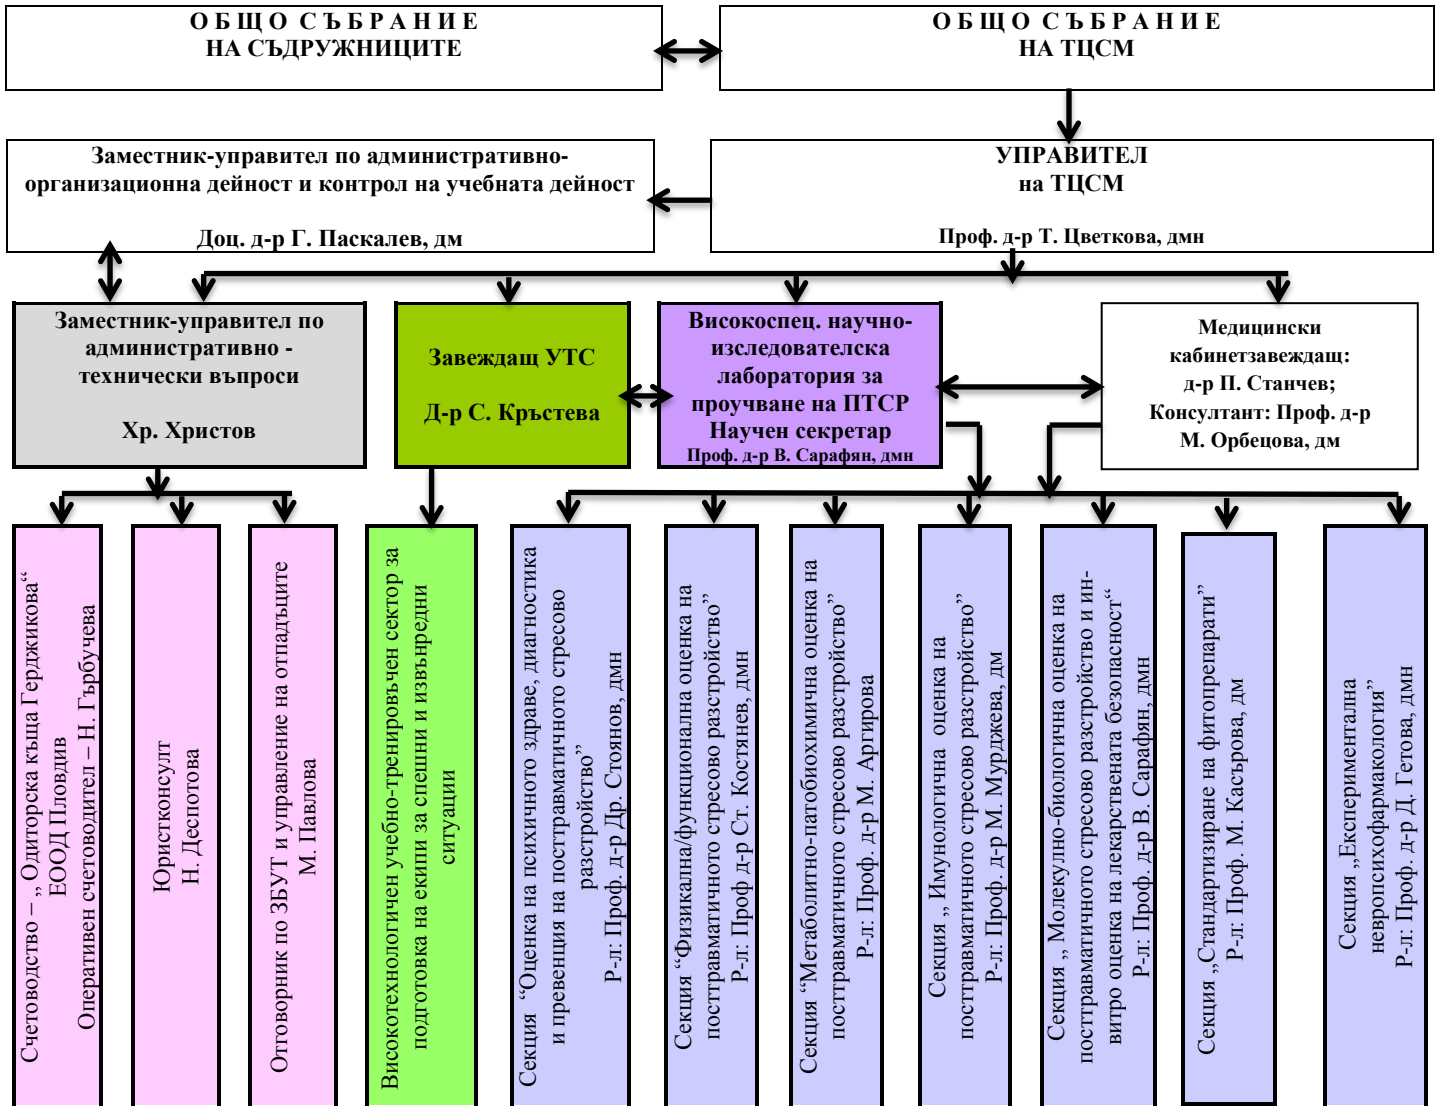 О Б Щ О  С Ъ Б Р А Н И Е
НА СЪДРУЖНИЦИТЕ
О Б Щ О  С Ъ Б Р А Н И Е
НА ТЦСМ
Заместник-управител по административно-
организационна дейност и контрол на учебната дейност
Доц. д-р Г. Паскалев, дм
УПРАВИТЕЛ
на ТЦСМ
Проф. д-р Т. Цветкова, дмн
Заместник-управител по
административно -
технически въпроси
Хр. Христов
Завеждащ УТС
Д-р С. Кръстева
Високоспец. научно-
изследователска
лаборатория за
проучване на ПТСР
Научен секретар
Проф. д-р В. Сарафян, дмн
Медицински
кабинетзавеждащ:
д-р П. Станчев;
Консултант: Проф. д-р
М. Орбецова, дм
Счетоводство – „ Одиторска къща Герджикова“
ЕООД Пловдив
Оперативен счетоводител – Н. Гърбучева
Юристконсулт
Н. Деспотова
Отговорник по ЗБУТ и управление на отпадъците
М. Павлова
Високотехнологичен учебно-тренировъчен сектор за
подготовка на екипи за спешни и извънредни
ситуации
Секция “Оценка на психичното здраве, диагностика
и превенция на посттравматичното стресово
разстройство”
Р-л: Проф. д-р Др. Стоянов, дмн
Секция “Физикална/функционална оценка на
посттравматичното стресово разстройство”
Р-л: Проф д-р Ст. Костянев, дмн
Секция “Метаболитно-патобиохимична оценка на
посттравматичното стресово разстройство”
Р-л: Проф. д-р М. Аргирова
Секция „ Имунологична  оценка на
посттравматичното стресово разстройство”
Р-л: Проф. д-р М. Мурджева, дм
Секция „ Молекулно-биологична оценка на
посттравматичното стресово разстройство и ин-
витро оценка на лекарствената безопасност“
Р-л: Проф. д-р В. Сарафян, дмн
Секция „Стандартизиране на фитопрепарати”
Р-л: Проф. М. Касърова, дм
Секция „Експериментална
невропсихофармакология”
Р-л: Проф. д-р Д. Гетова, дмн